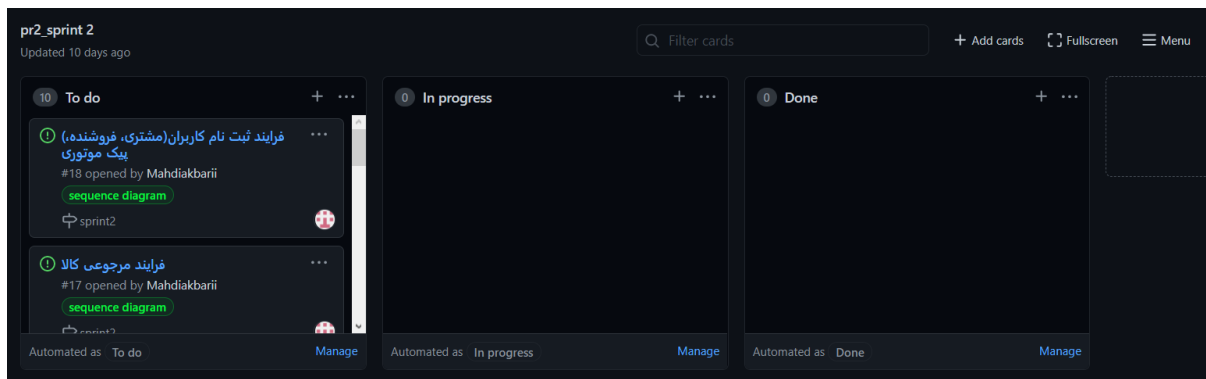 pr2_sprint 2
Updated 10 days ago
Filter cards
Add cards
Fullscreen
Menu
10 To do
فرایند ثبت نام کاربران(مشتری، فروشنده،)
پیک موتوری
#18 opened by Mahdiakbarii
sequence diagram
sprint2
فرایند مرجوعی کالا
#17 opened by Mahdiakbarii
sequence diagram
sprint2
Automated as To do
Manage
0 In progress
Automated as In progress
Manage
0 Done
Automated as Done
Manage